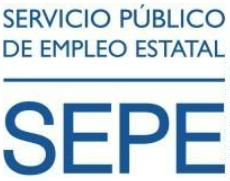 SERVICIO PÚBLICO
DE EMPLEO ESTATAL
SEPE